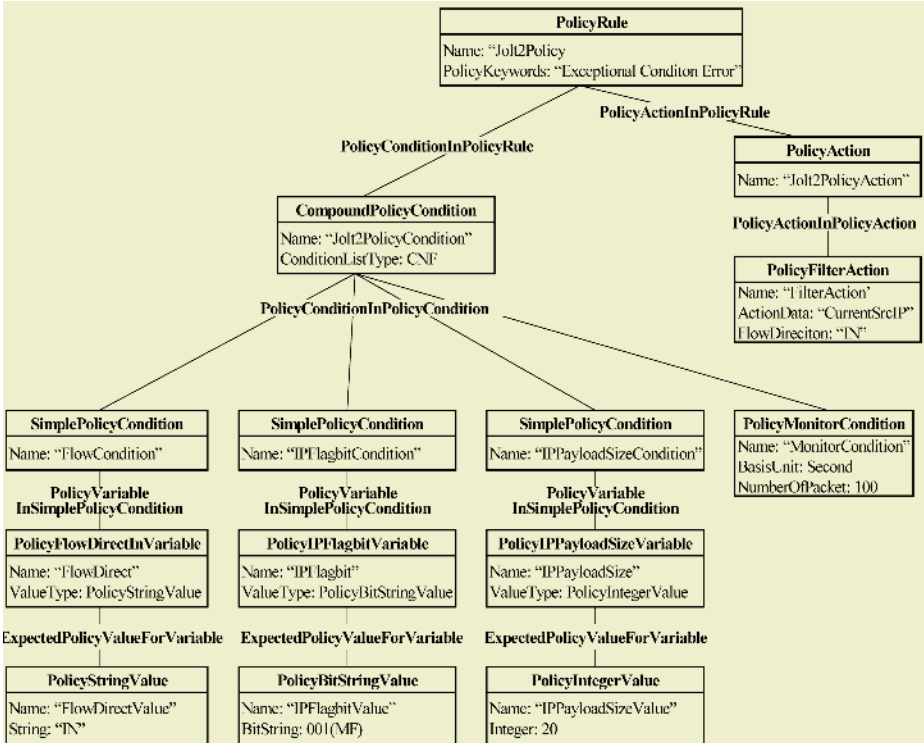 PolicyRule
Name: “Jolt2Policy
PolicyKeywords: “Exceptional Conditon Error”
PolicyActionInPolicyRule
PolicyConditionInPolicyRule
PolicyAction
Name: “Jolt2PolicyAction”
CompoundPolicyCondition
Name: “Jolt2PolicyCondition”
ConditionListType: CNF
PolicyActionInPolicyAction
PolicyFilterAction
Name: “FilterAction’
ActionData: “CurrentSrcIP”
FlowDireciton: “IN”
PolicyConditionInPolicyCondition
SimplePolicyCondition
Name: “FlowCondition”
SimplePolicyCondition
Name: “IPFlagbitCondition”
SimplePolicyCondition
Name: “IPPayloadSizeCondition”
PolicyMonitorCondition
Name: “MonitorCondition”
BasisUnit: Second
NumberOfPacket: 100
PolicyVariable
InSimplePolicyCondition
PolicyVariable
InSimplePolicyCondition
PolicyVariable
InSimplePolicyCondition
PolicyFlowDirectInVariable
Name: “FlowDirect”
ValueType: PolicyStringValue
PolicyIPFlagbitVariable
Name: “IPFlagbit”
ValueType: PolicyBitStringValue
PolicyIPPayloadSizeVariable
Name: “IPPayloadSize”
ValueType: PolicyIntegerValue
ExpectedPolicyValueForVariable
ExpectedPolicyValueForVariable
ExpectedPolicyValueForVariable
PolicyStringValue
Name: “FlowDirectValue”
String: “IN”
PolicyBitStringValue
Name: “IPFlagbitValue”
BitString: 001(MF)
PolicyIntegerValue
Name: “IPPayloadSizeValue”
Integer: 20